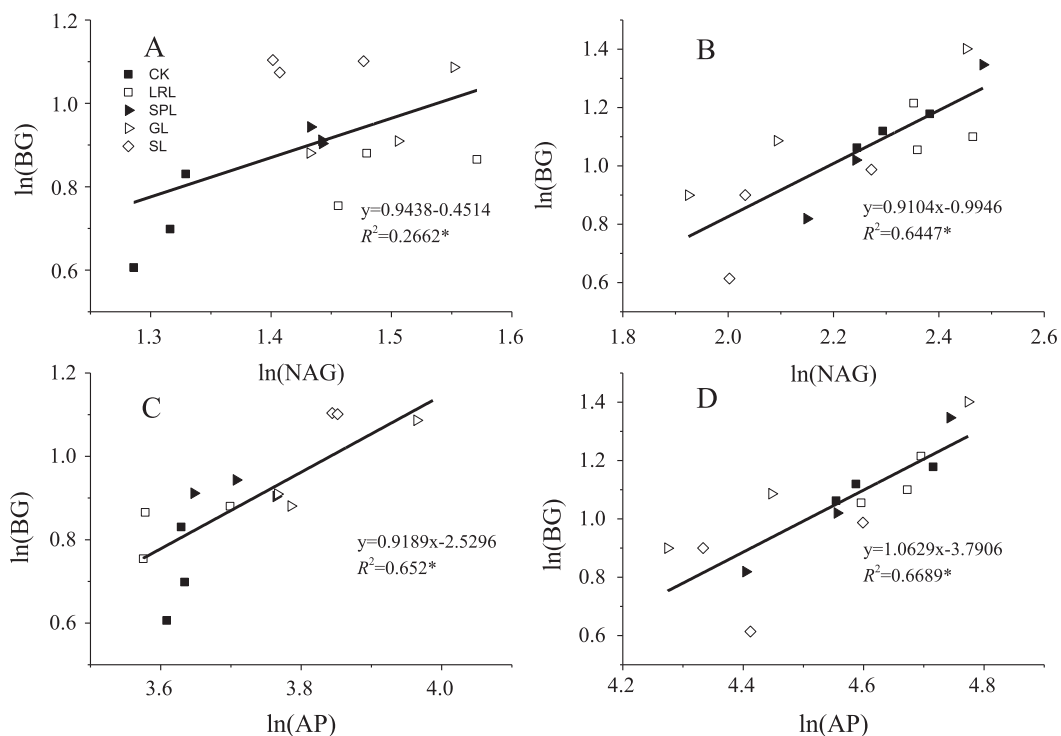 1.2
1.0
0.8
0.6
ln(BG)
A
CK
LRL
SPL
GL
SL
y=0.9438-0.4514
R²=0.2662*
1.3 1.4 1.5 1.6
ln(NAG)
1.4
1.2
1.0
0.8
0.6
ln(BG)
B
y=0.9104x-0.9946
R²=0.6447*
1.8 2.0 2.2 2.4 2.6
ln(NAG)
1.2
1.0
0.8
0.6
ln(BG)
C
y=0.9189x-2.5296
R²=0.652*
3.6 3.8 4.0
ln(AP)
1.4
1.2
1.0
0.8
0.6
ln(BG)
D
y=1.0629x-3.7906
R²=0.6689*
4.2 4.4 4.6 4.8
ln(AP)